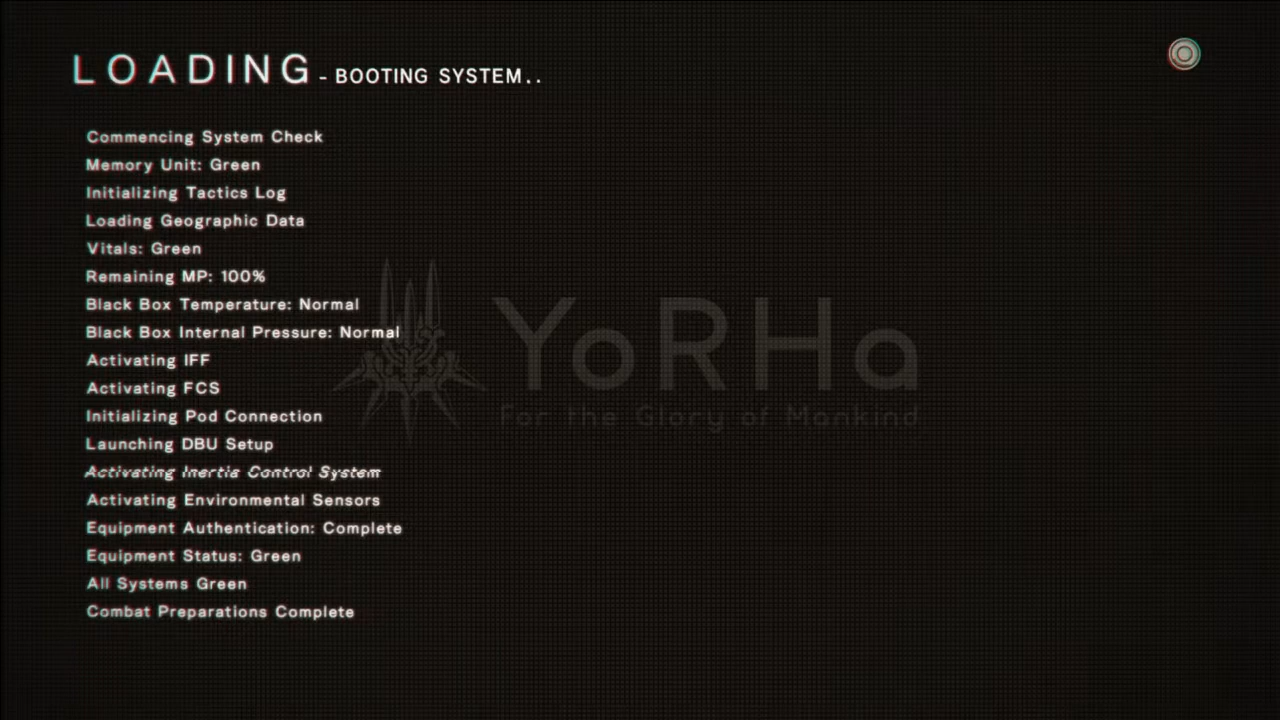 LOADING - BOOTING SYSTEM..
Commencing System Check
Memory Unit: Green
Initializing Tactics Log
Loading Geographic Data
Vitals: Green
Remaining MP: 100%
Black Box Temperature: Normal
Black Box Internal Pressure: Normal
Activating IFF
Activating FCS
Initializing Pod Connection
Launching DBU Setup
Activating Inertia Control System
Activating Environmental Sensors
Equipment Authentication: Complete
Equipment Status: Green
All Systems Green
Combat Preparations Complete
YoRHa
For the Glory of Mankind